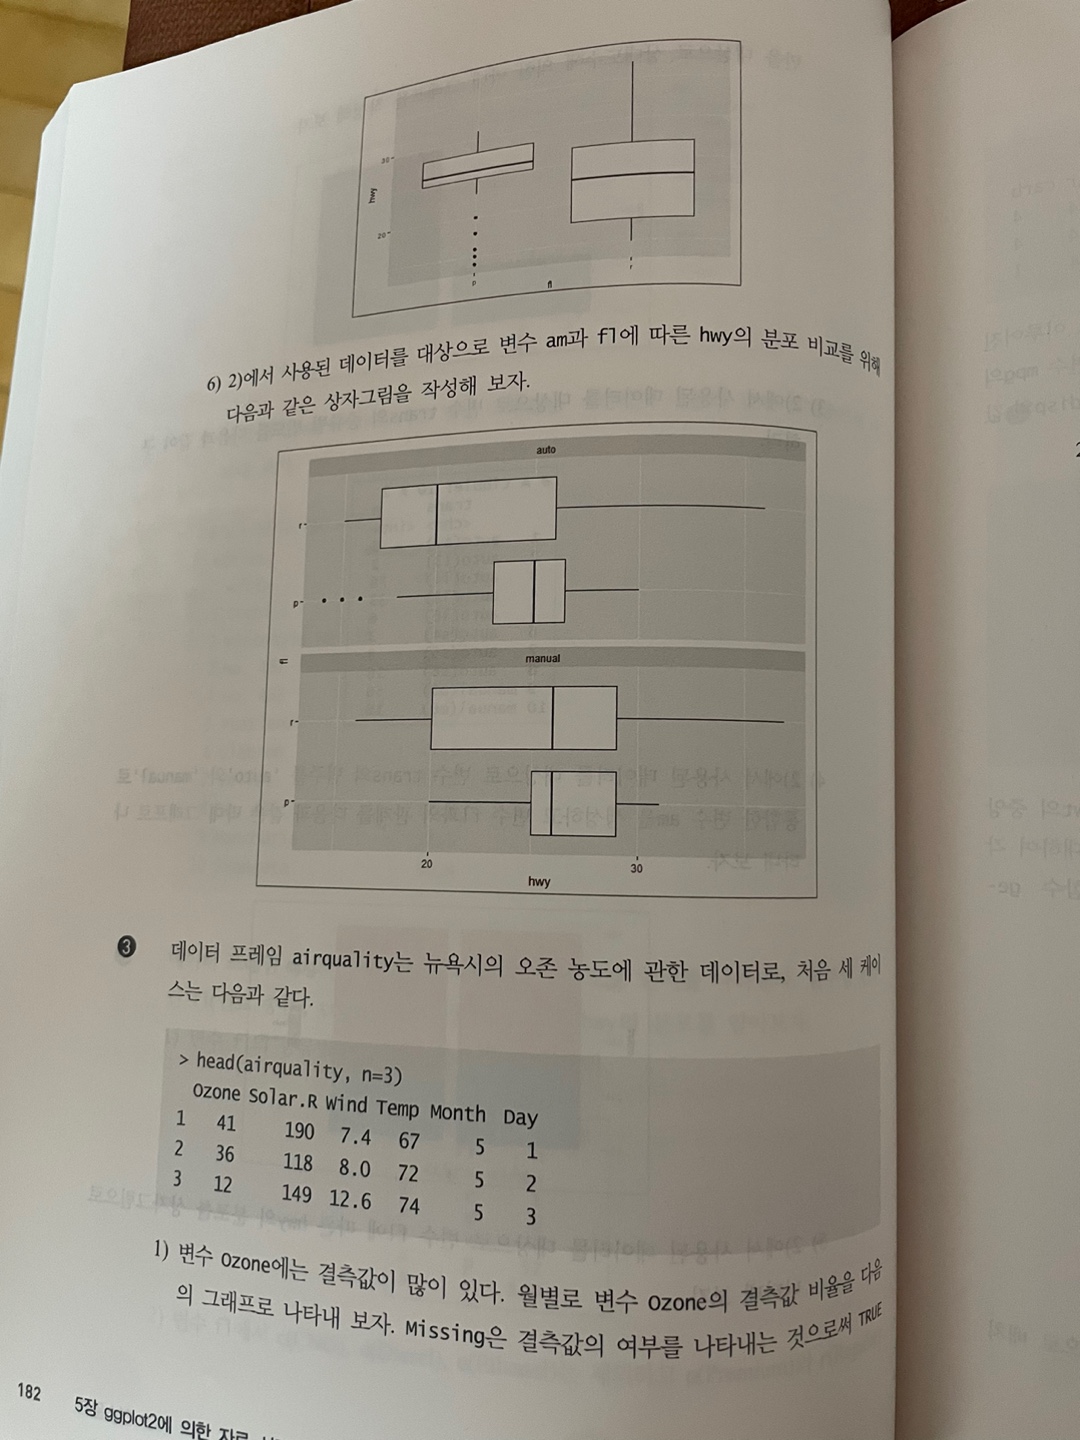 30
hwy
20
p
r
fl
6) 2)에서 사용된 데이터를 대상으로 변수 am과 fl에 따른 hwy의 분포 비교를 위해
다음과 같은 상자그림을 작성해 보자.
auto
r
p
fl
manual
r
p
20 30
hwy
❸ 데이터 프레임 airquality는 뉴욕시의 오존 농도에 관한 데이터로, 처음 세 케이
스는 다음과 같다.
> head(airquality, n=3)
Ozone Solar.R Wind Temp Month Day
1 41 190 7.4 67 5 1
2 36 118 8.0 72 5 2
3 12 149 12.6 74 5 3
1) 변수 Ozone에는 결측값이 많이 있다. 월별로 변수 Ozone의 결측값 비율을 다음
의 그래프로 나타내 보자. Missing은 결측값의 여부를 나타내는 것으로써 TRUE
182 5장 ggplot2에 의한 자료